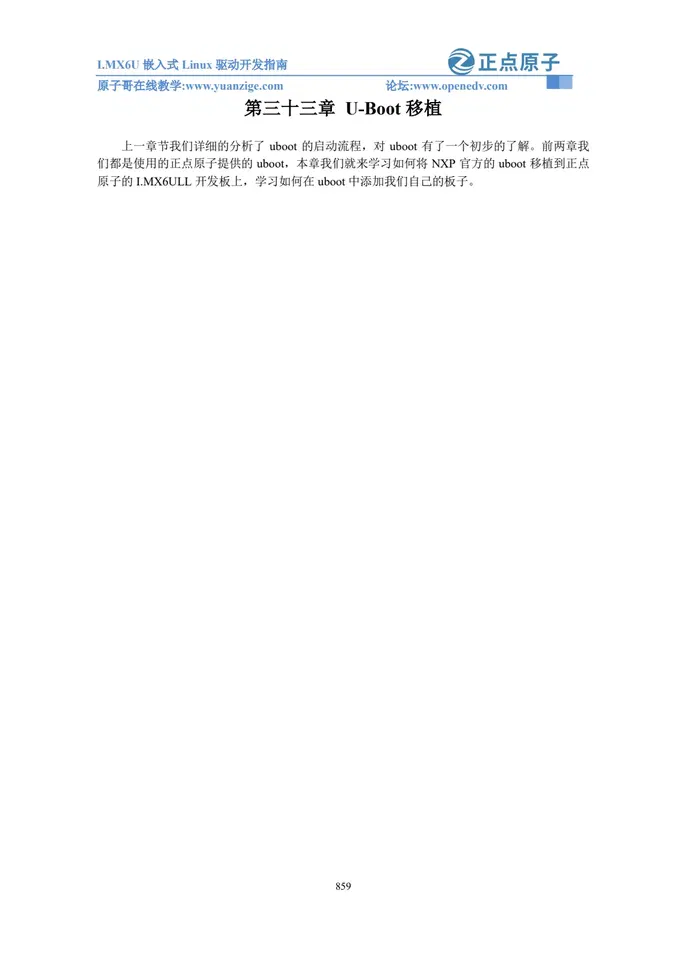 I.MX6U 嵌入式 Linux 驱动开发指南
正点原子
原子哥在线教学:www.yuanzige.com 论坛:www.openedv.com
第三十三章 U-Boot 移植
上一章节我们详细的分析了 uboot 的启动流程，对 uboot 有了一个初步的了解。前两章我
们都是使用的正点原子提供的 uboot，本章我们就来学习如何将 NXP 官方的 uboot 移植到正点
原子的 I.MX6ULL 开发板上，学习如何在 uboot 中添加我们自己的板子。
859